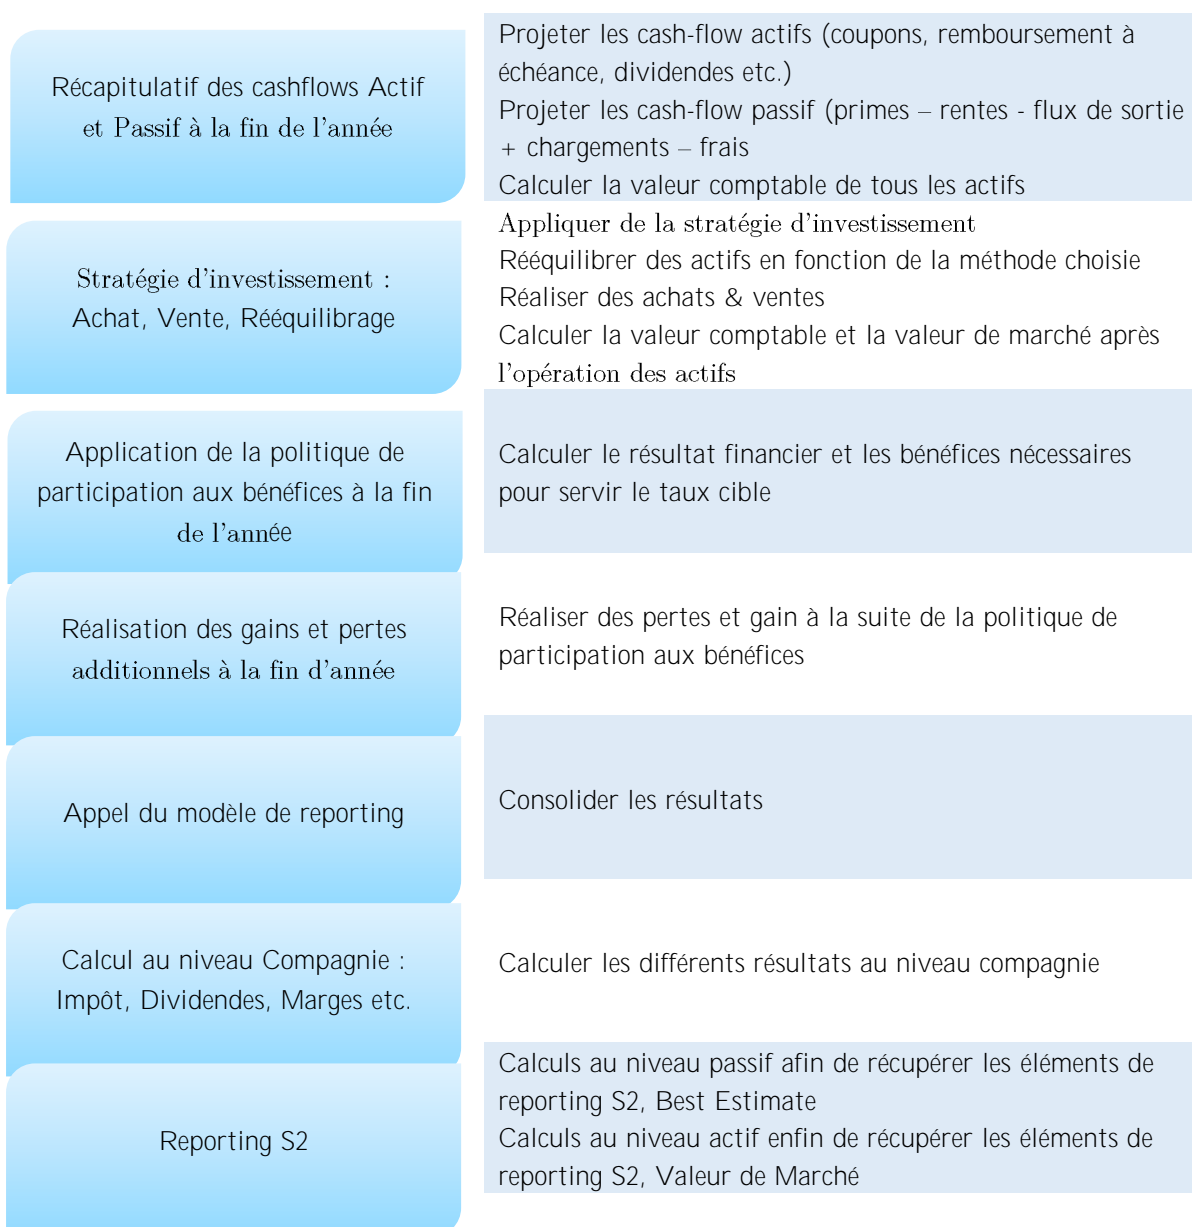 Récapitulatif des cashflows Actif
et Passif à la fin de l'année
Projeter les cash-flow actifs (coupons, remboursement à
échéance, dividendes etc.)
Projeter les cash-flow passif (primes – rentes - flux de sortie
+ chargements – frais
Calculer la valeur comptable de tous les actifs
Stratégie d'investissement :
Achat, Vente, Rééquilibrage
Appliquer de la stratégie d'investissement
Rééquilibrer des actifs en fonction de la méthode choisie
Réaliser des achats & ventes
Calculer la valeur comptable et la valeur de marché après
l'opération des actifs
Application de la politique de
participation aux bénéfices à la fin
de l'année
Calculer le résultat financier et les bénéfices nécessaires
pour servir le taux cible
Réalisation des gains et pertes
additionnels à la fin d'année
Réaliser des pertes et gain à la suite de la politique de
participation aux bénéfices
Appel du modèle de reporting
Consolider les résultats
Calcul au niveau Compagnie :
Impôt, Dividendes, Marges etc.
Calculer les différents résultats au niveau compagnie
Reporting S2
Calculs au niveau passif afin de récupérer les éléments de
reporting S2, Best Estimate
Calculs au niveau actif enfin de récupérer les éléments de
reporting S2, Valeur de Marché